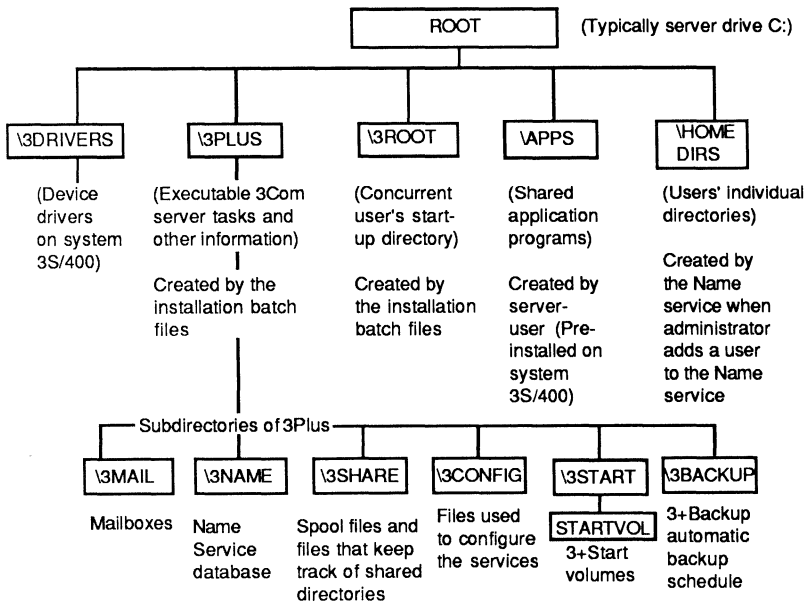 ROOT
(Typically server drive C:)
\3DRIVERS
\3PLUS
\3ROOT
\APPS
\HOME
DIRS
(Device
drivers
on system
3S/400)
(Executable 3Com
server tasks and
other information)
Created by the
installation batch
files
(Concurrent
user's start-
up directory)
Created by
the installation
batch files
(Shared
application
programs)
Created by
server-
user (Pre-
installed on
system
3S/400)
(Users' individual
directories)
Created by
the Name
service when
administrator
adds a user
to the Name
service
Subdirectories of 3Plus
\3MAIL
\3NAME
\3SHARE
\3CONFIG
\3START
\3BACKUP
Mailboxes
Name
Service
database
Spool files and
files that keep
track of shared
directories
Files used
to configure
the services
STARTVOL
3+Start
volumes
3+Backup
automatic
backup
schedule